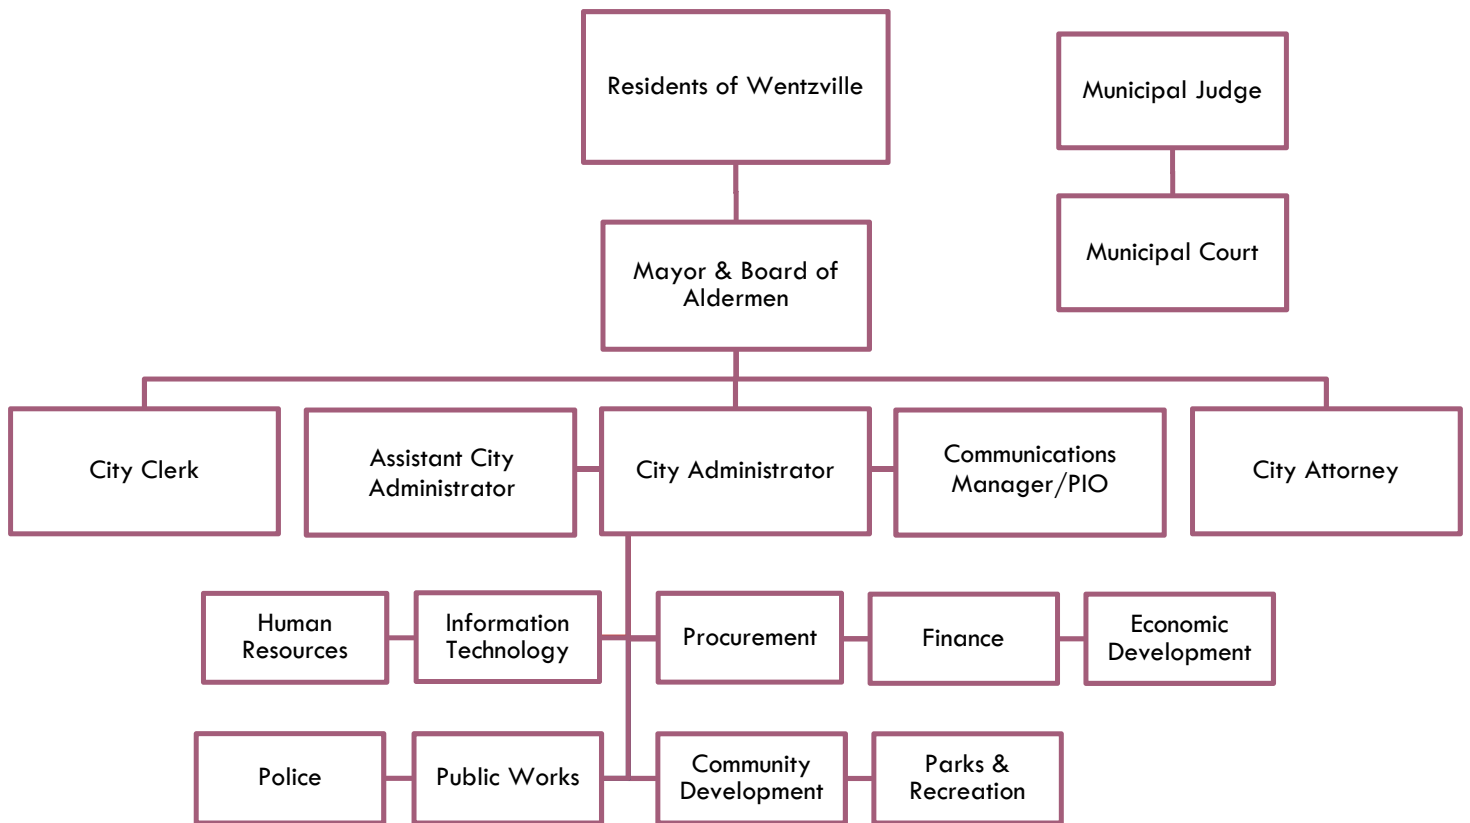 Residents of Wentzville
Municipal Judge
Municipal Court
Mayor & Board of
Aldermen
City Clerk
Assistant City
Administrator
City Administrator
Communications
Manager/PIO
City Attorney
Human
Resources
Information
Technology
Procurement
Finance
Economic
Development
Police
Public Works
Community
Development
Parks &
Recreation